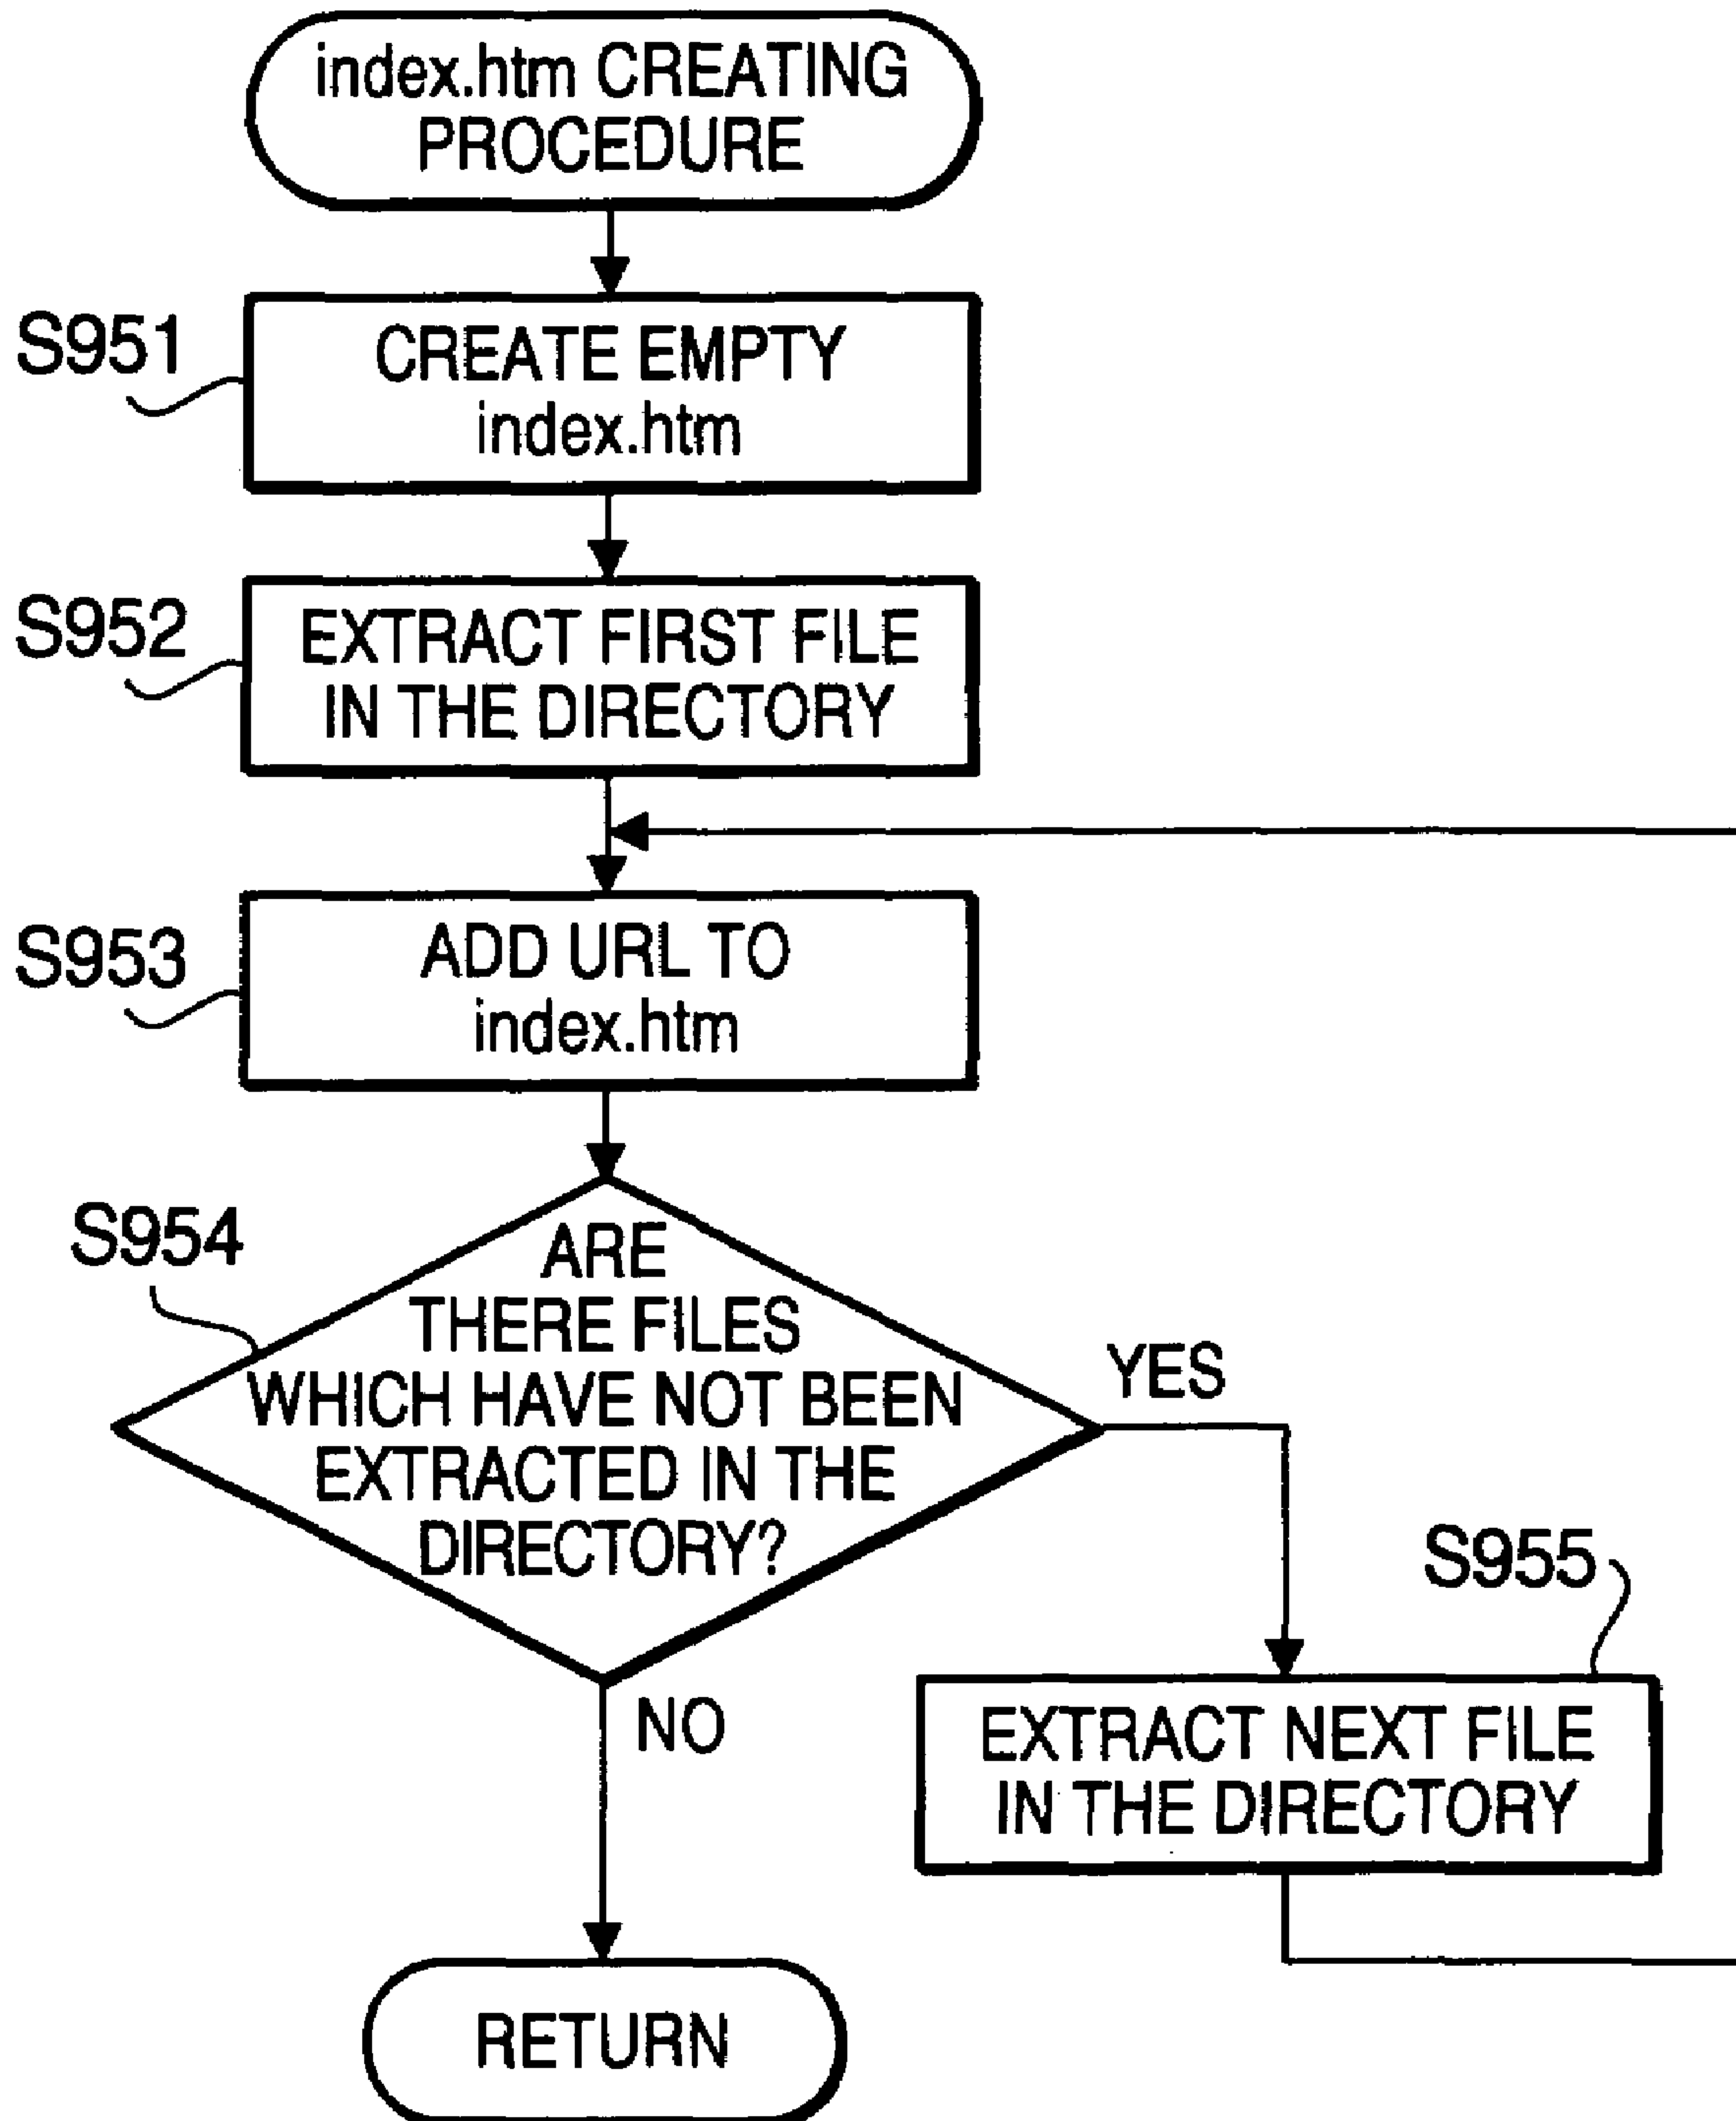 index.htm CREATING
PROCEDURE
S951
CREATE EMPTY
index.htm
S952
EXTRACT FIRST FILE
IN THE DIRECTORY
S953
ADD URL TO
index.htm
S954
ARE
THERE FILES
WHICH HAVE NOT BEEN
EXTRACTED IN THE
DIRECTORY?
YES
S955
EXTRACT NEXT FILE
IN THE DIRECTORY
NO
RETURN